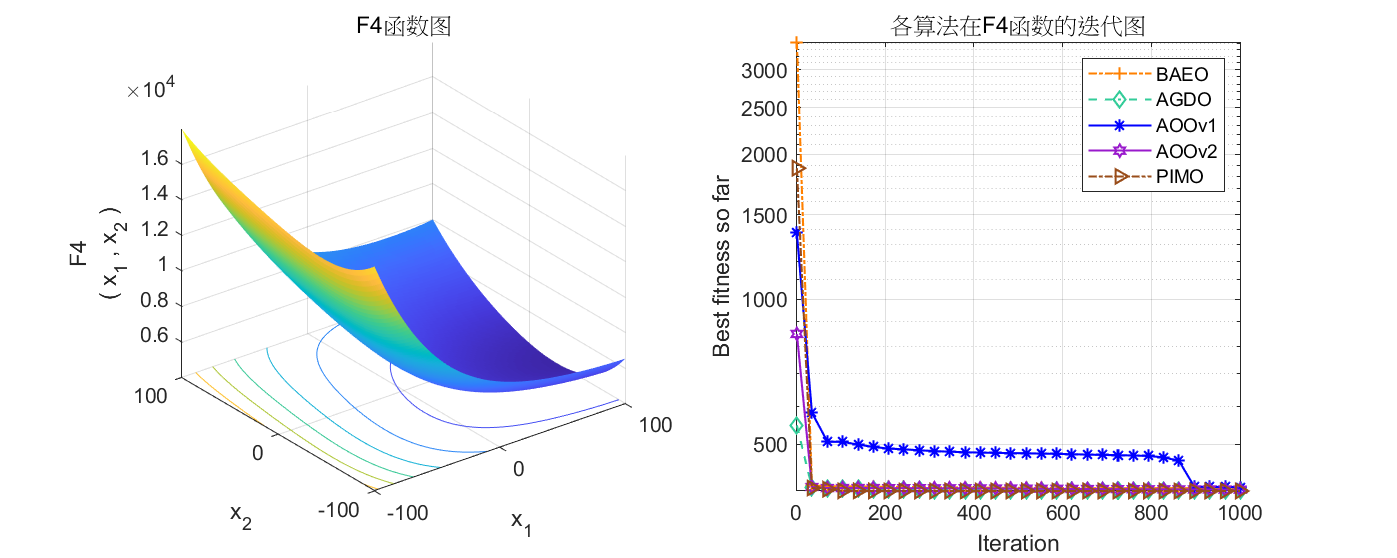 F4函数图
×10⁴
1.6
1.4
1.2
1
0.8
0.6
F4
( x₁ , x₂ )
100
0
-100
x₂
-100
0
100
x₁
各算法在F4函数的迭代图
3000
2500
2000
1500
1000
500
Best fitness so far
0
200
400
600
800
1000
Iteration
BAEO
AGDO
AOOv1
AOOv2
PIMO